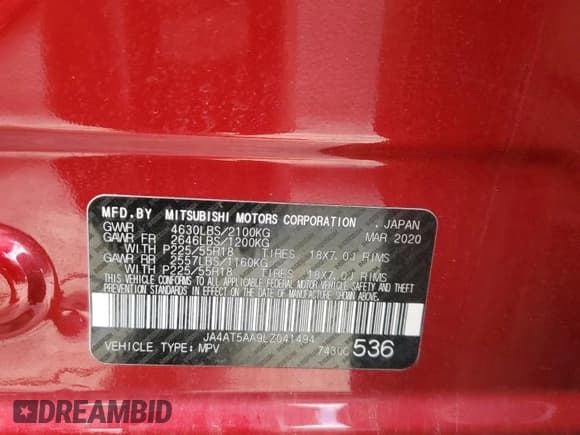 MFD.BY MITSUBISHI MOTORS CORPORATION , JAPAN
GVWR 4630LBS/2100KG MAR 2020
GAWR FR 2646LBS/1200KG
WITH P225/55R18 TIRES 18X7.0J RIMS
GAWR RR 2557LBS/1160KG
WITH P225/55R18 TIRES 18X7.0J RIMS
THIS VEHICLE CONFORMS TO ALL APPLICABLE FEDERAL MOTOR VEHICLE SAFETY, BUMPER AND THEFT
PREVENTION STANDARDS IN EFFECT ON THE DATE OF MANUFACTURE SHOWN ABOVE.
JA4AT5AA9LZ041494
VEHICLE TYPE: MPV 7430C 536
DREAMBID